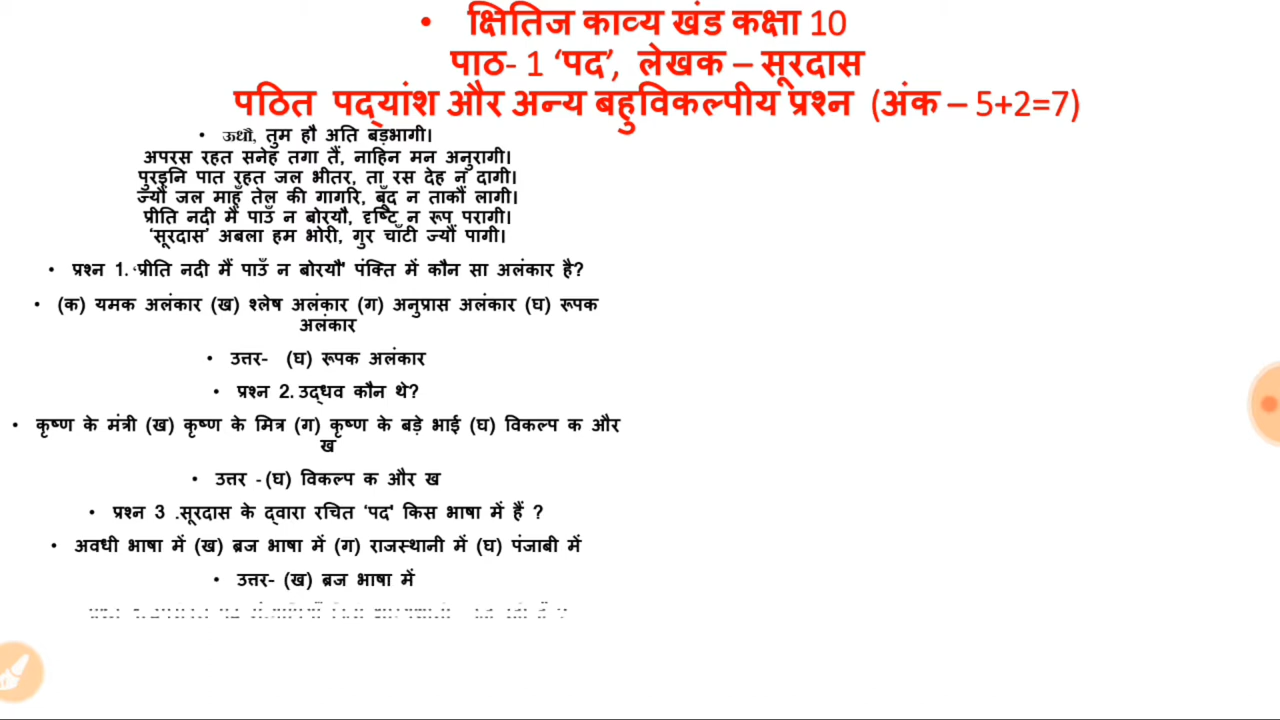 • क्षितिज काव्य खंड कक्षा 10
पाठ- 1 ‘पद’, लेखक – सूरदास
पठित पद्यांश और अन्य बहुविकल्पीय प्रश्न (अंक – 5+2=7)
• ऊधौ, तुम हौ अति बड़भागी।
अपरस रहत सनेह तगा तैं, नाहिन मन अनुरागी।
पुरइनि पात रहत जल भीतर, ता रस देह न दागी।
ज्यौं जल माहँ तेल की गागरि, बूँद न ताकौं लागी।
प्रीति नदी मैं पाउँ न बोरयौ, दृष्टि न रूप परागी।
‘सूरदास’ अबला हम भोरी, गुर चाँटी ज्यौं पागी।
• प्रश्न 1. ‘प्रीति नदी मैं पाउँ न बोरयौ' पंक्ति में कौन सा अलंकार है?
• (क) यमक अलंकार (ख) श्लेष अलंकार (ग) अनुप्रास अलंकार (घ) रूपक
अलंकार
• उत्तर- (घ) रूपक अलंकार
• प्रश्न 2. उद्धव कौन थे?
• कृष्ण के मंत्री (ख) कृष्ण के मित्र (ग) कृष्ण के बड़े भाई (घ) विकल्प क और
ख
• उत्तर - (घ) विकल्प क और ख
• प्रश्न 3 .सूरदास के द्वारा रचित ‘पद' किस भाषा में हैं ?
• अवधी भाषा में (ख) ब्रज भाषा में (ग) राजस्थानी में (घ) पंजाबी में
• उत्तर- (ख) ब्रज भाषा में